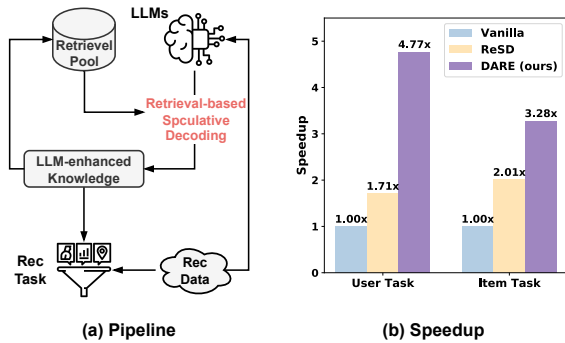 LLMs
Retrievel
Pool
Retrieval-based
Spculative
Decoding
LLM-enhanced
Knowledge
Rec
Task
Rec
Data
(a) Pipeline
Speedup
5
4
3
2
1
0
Vanilla
ReSD
DARE (ours)
4.77x
3.28x
2.01x
1.71x
1.00x
1.00x
User Task
Item Task
(b) Speedup